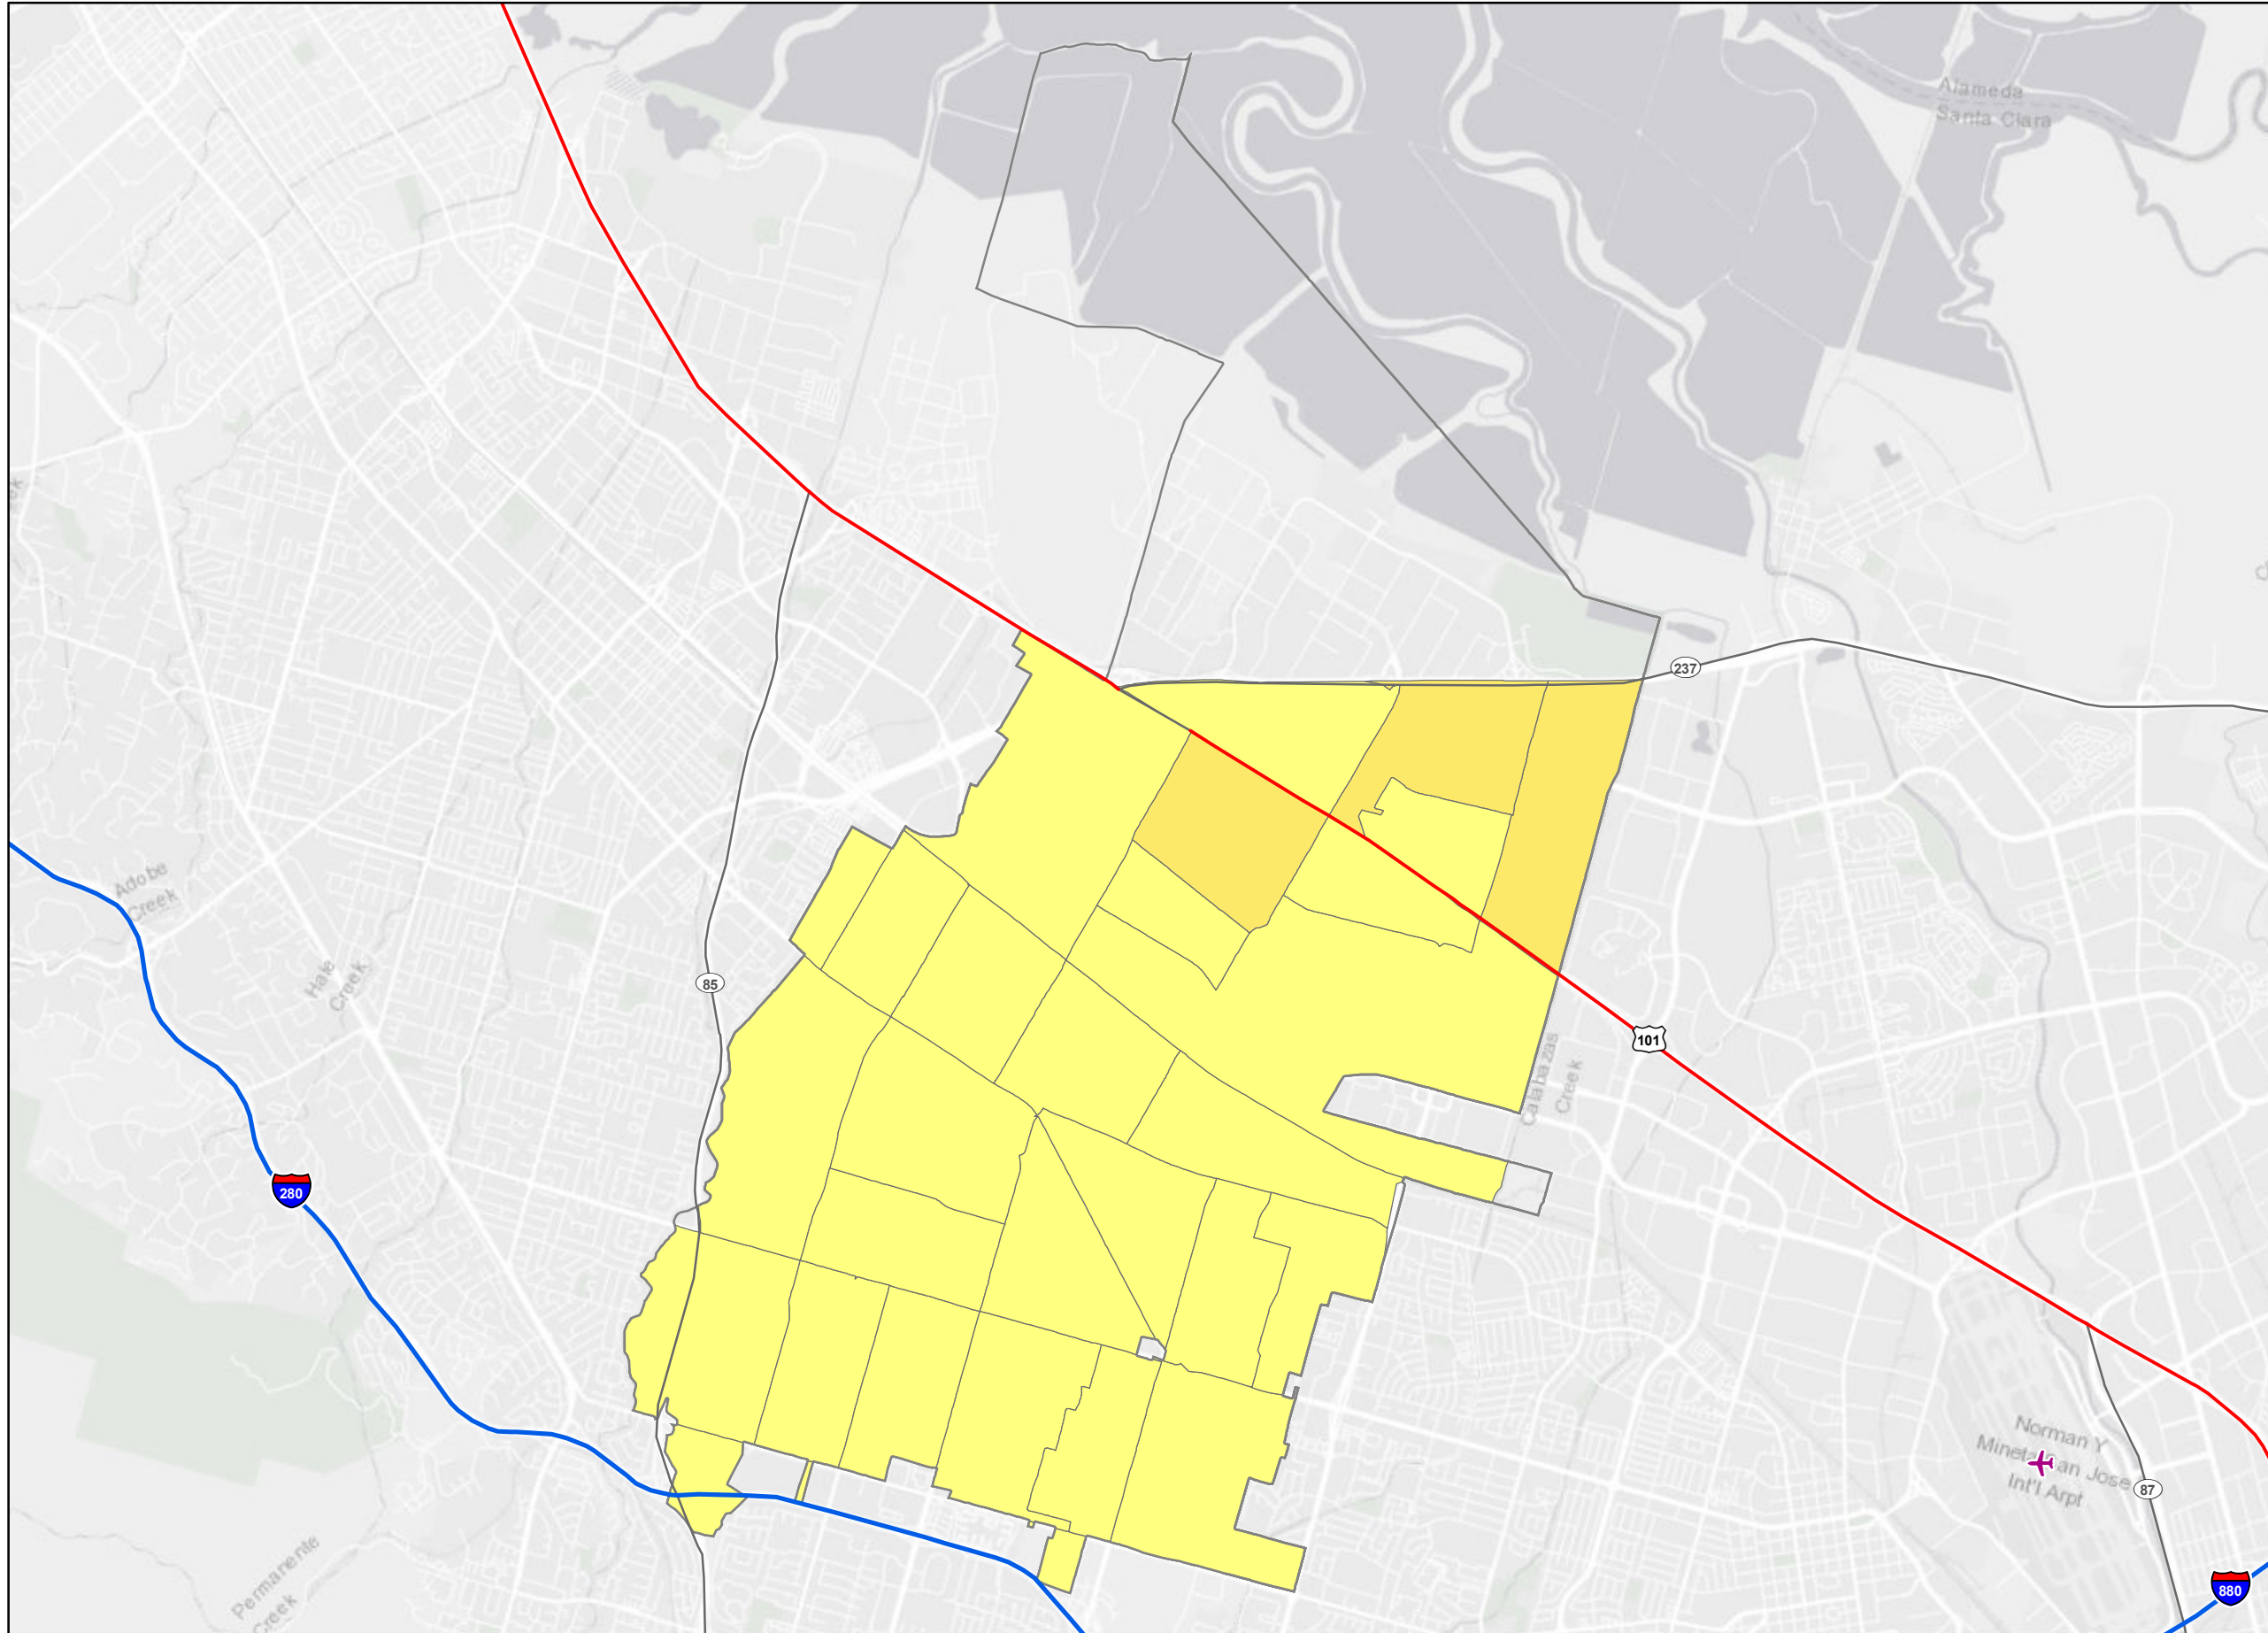 Alameda
Santa Clara
237
Adobe
Creek
Hale
Creek
85
101
Calabazas
Creek
280
Norman Y
Mineta San Jose
Int'l Arpt
87
Permanente
Creek
880